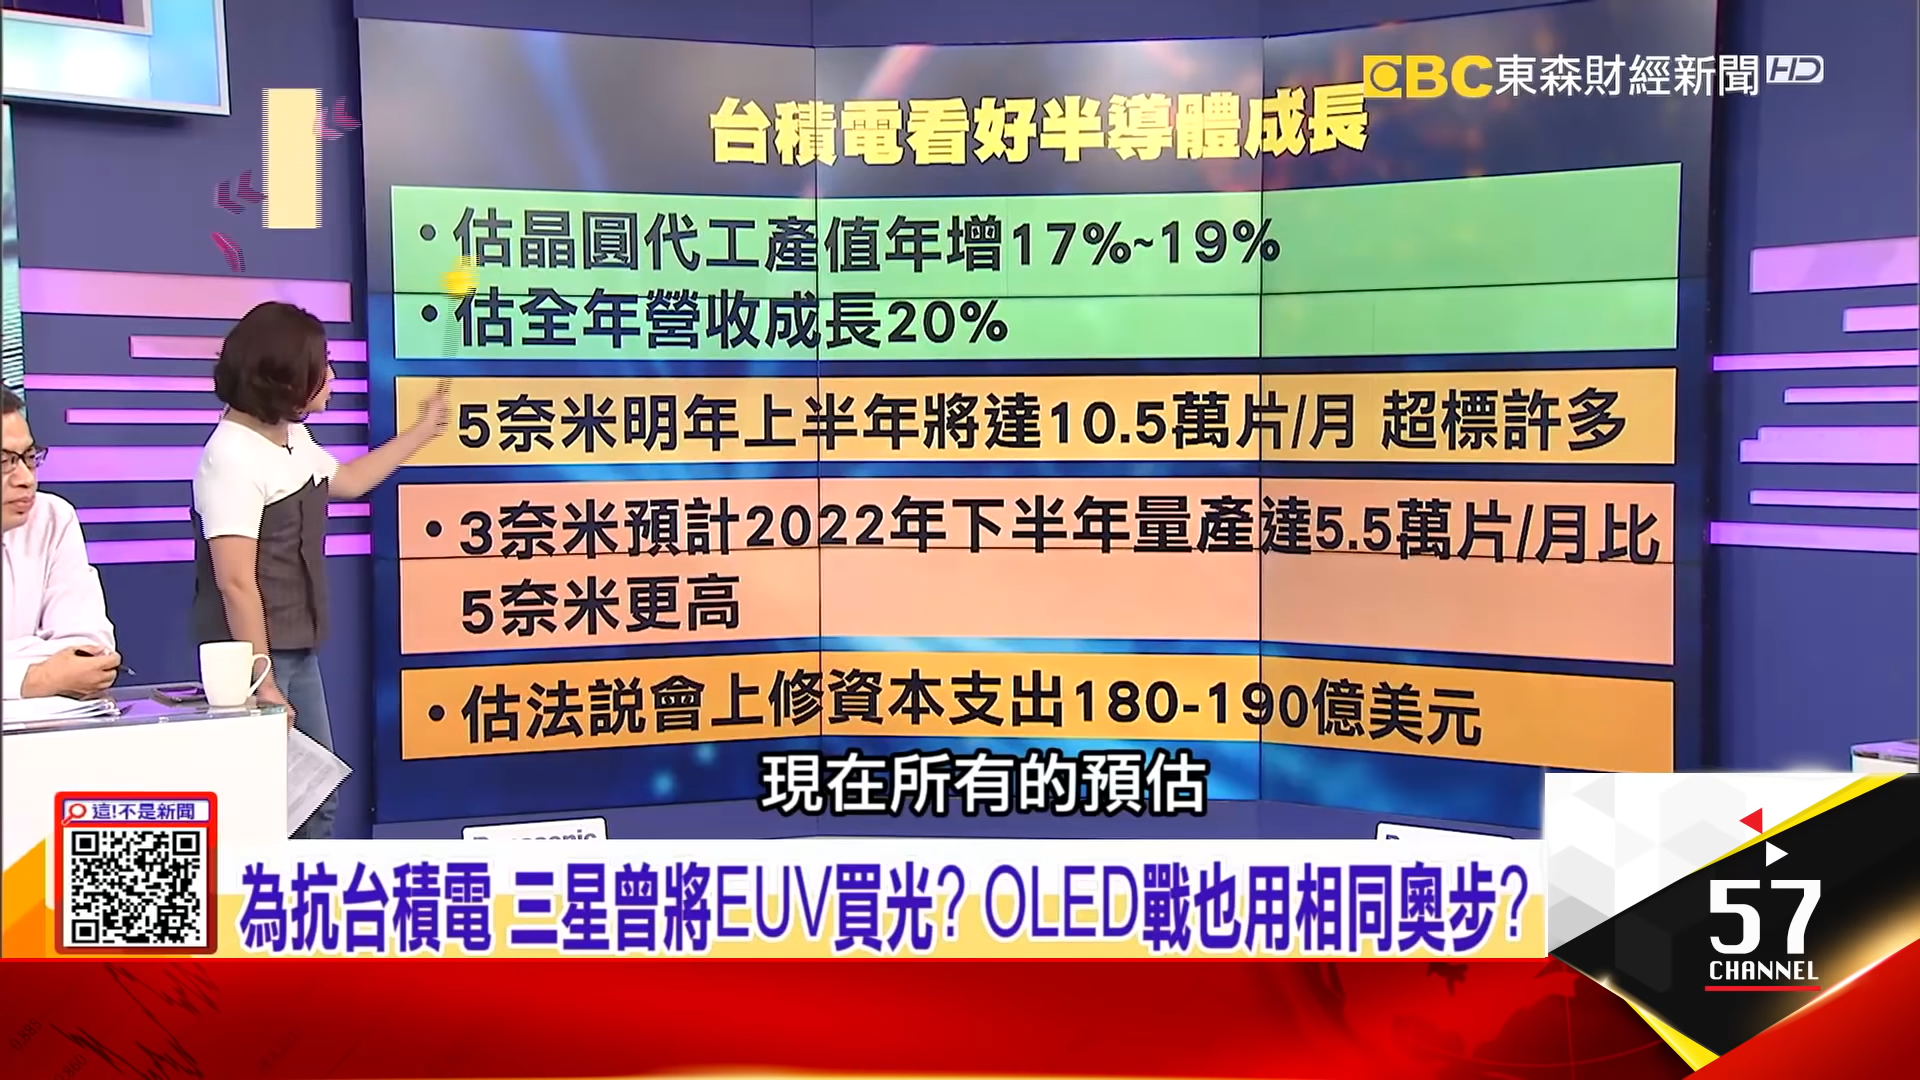 EBC東森財經新聞HD
台積電看好半導體成長
•估晶圓代工產值年增17%~19%
•估全年營收成長20%
5奈米明年上半年將達10.5萬片/月 超標許多
•3奈米預計2022年下半年量產達5.5萬片/月比
5奈米更高
•估法說會上修資本支出180-190億美元
現在所有的預估
Panasonic
這!不是新聞
為抗台積電 三星曾將EUV買光? OLED戰也用相同奧步?
57
CHANNEL